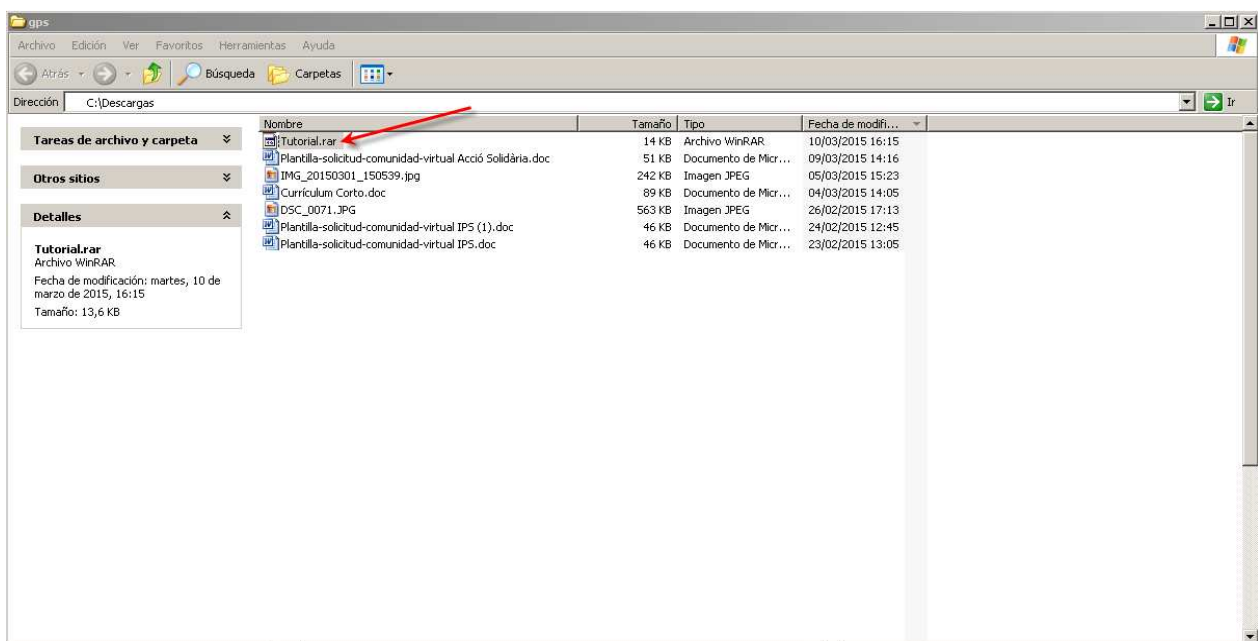 gps
Archivo Edición Ver Favoritos Herramientas Ayuda
Atrás Búsqueda Carpetas
Dirección C:\Descargas Ir
Tareas de archivo y carpeta
Otros sitios
Detalles
Tutorial.rar
Archivo WinRAR
Fecha de modificación: martes, 10 de
marzo de 2015, 16:15
Tamaño: 13,6 KB
Nombre Tamaño Tipo Fecha de modifi...
Tutorial.rar 14 KB Archivo WinRAR 10/03/2015 16:15
Plantilla-solicitud-comunidad-virtual Acció Solidària.doc 51 KB Documento de Micr... 09/03/2015 14:16
IMG_20150301_150539.jpg 242 KB Imagen JPEG 05/03/2015 15:23
Currículum Corto.doc 89 KB Documento de Micr... 04/03/2015 14:05
DSC_0071.JPG 563 KB Imagen JPEG 26/02/2015 17:13
Plantilla-solicitud-comunidad-virtual IPS (1).doc 46 KB Documento de Micr... 24/02/2015 12:45
Plantilla-solicitud-comunidad-virtual IPS.doc 46 KB Documento de Micr... 23/02/2015 13:05